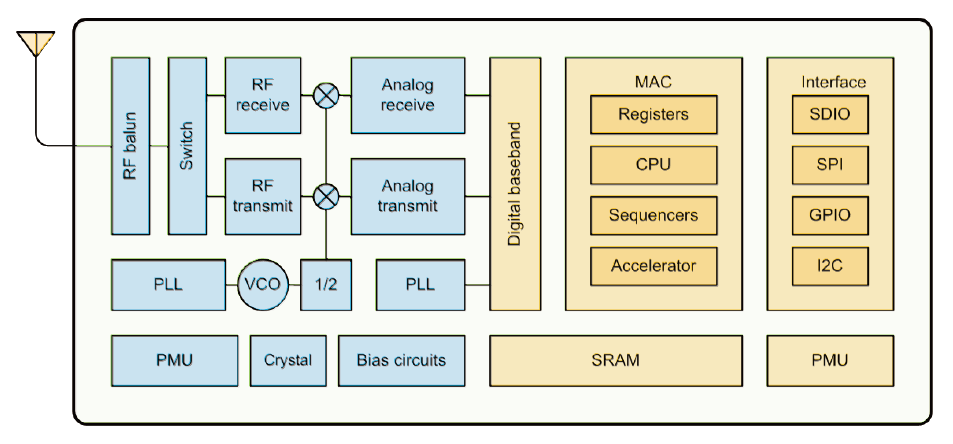 RF balun
Switch
RF
receive
Analog
receive
RF
transmit
Analog
transmit
PLL
VCO
1/2
PLL
Digital baseband
MAC
Registers
CPU
Sequencers
Accelerator
Interface
SDIO
SPI
GPIO
I2C
PMU
Crystal
Bias circuits
SRAM
PMU